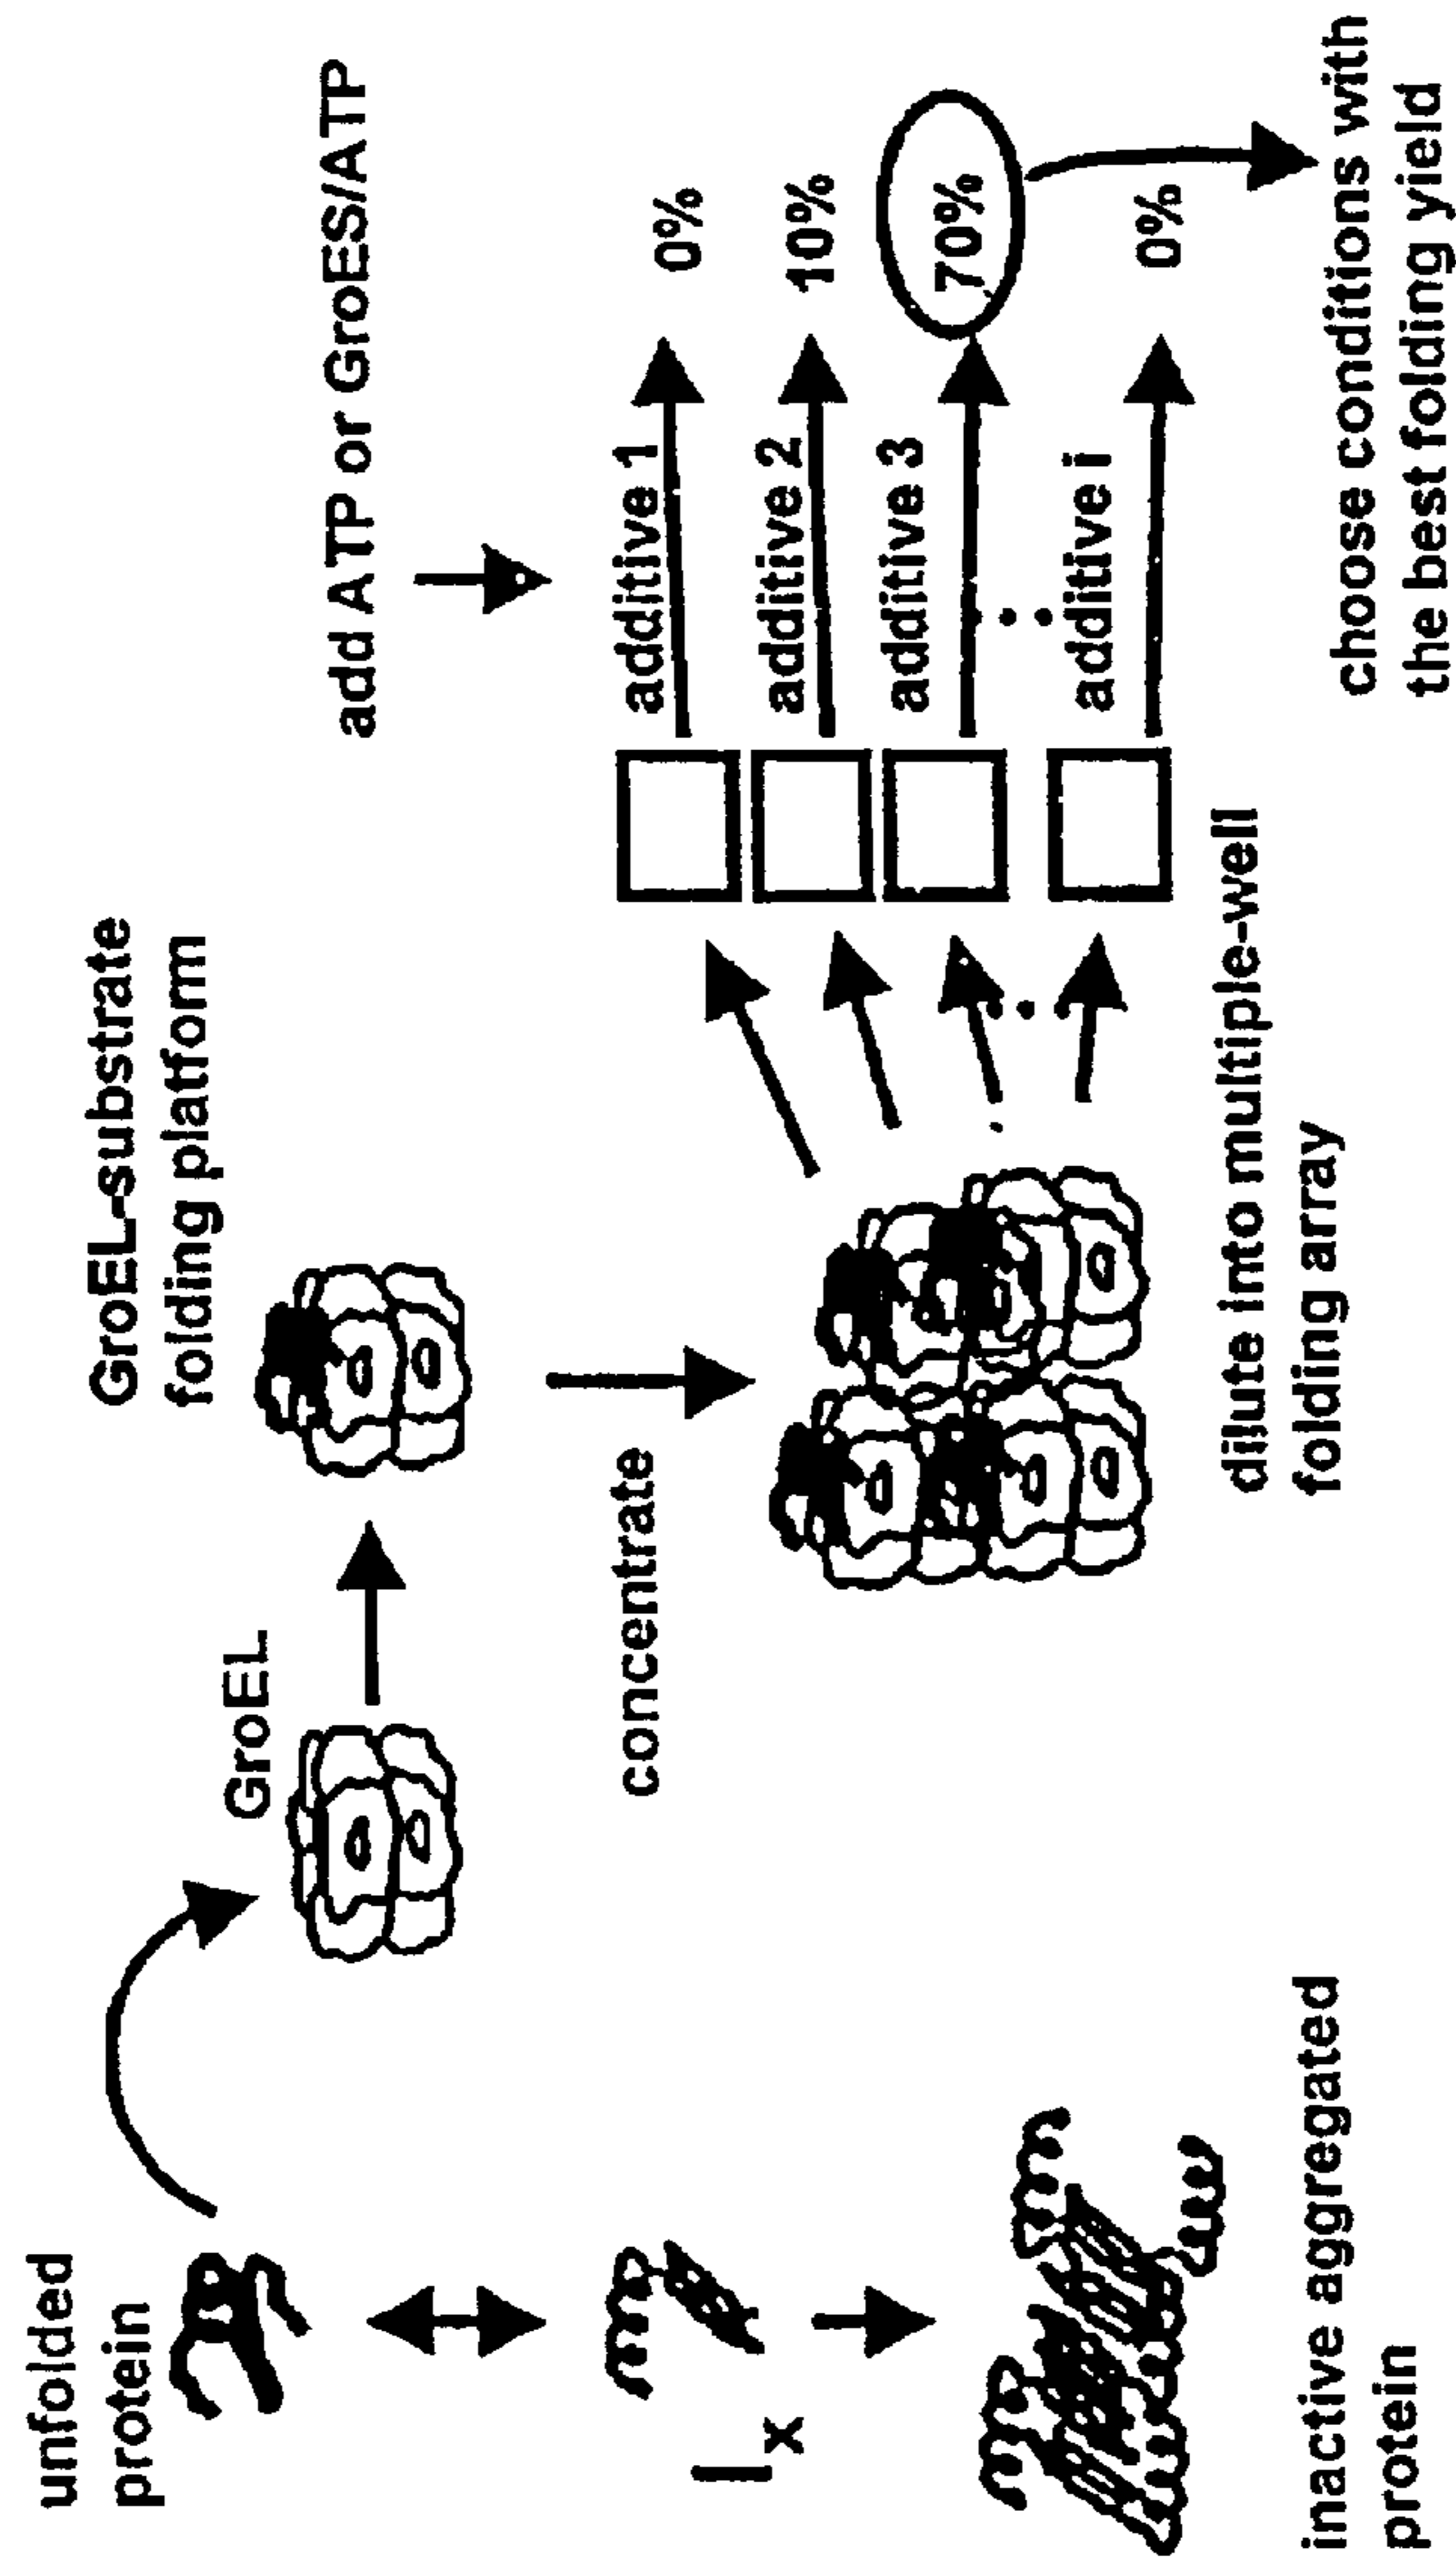 unfolded
protein
GroEL
GroEL-substrate
folding platform
add ATP or GroES/ATP
I
x
concentrate
additive 1
0%
additive 2
10%
additive 3
70%
additive i
0%
inactive aggregated
protein
dilute into multiple-well
folding array
choose conditions with
the best folding yield